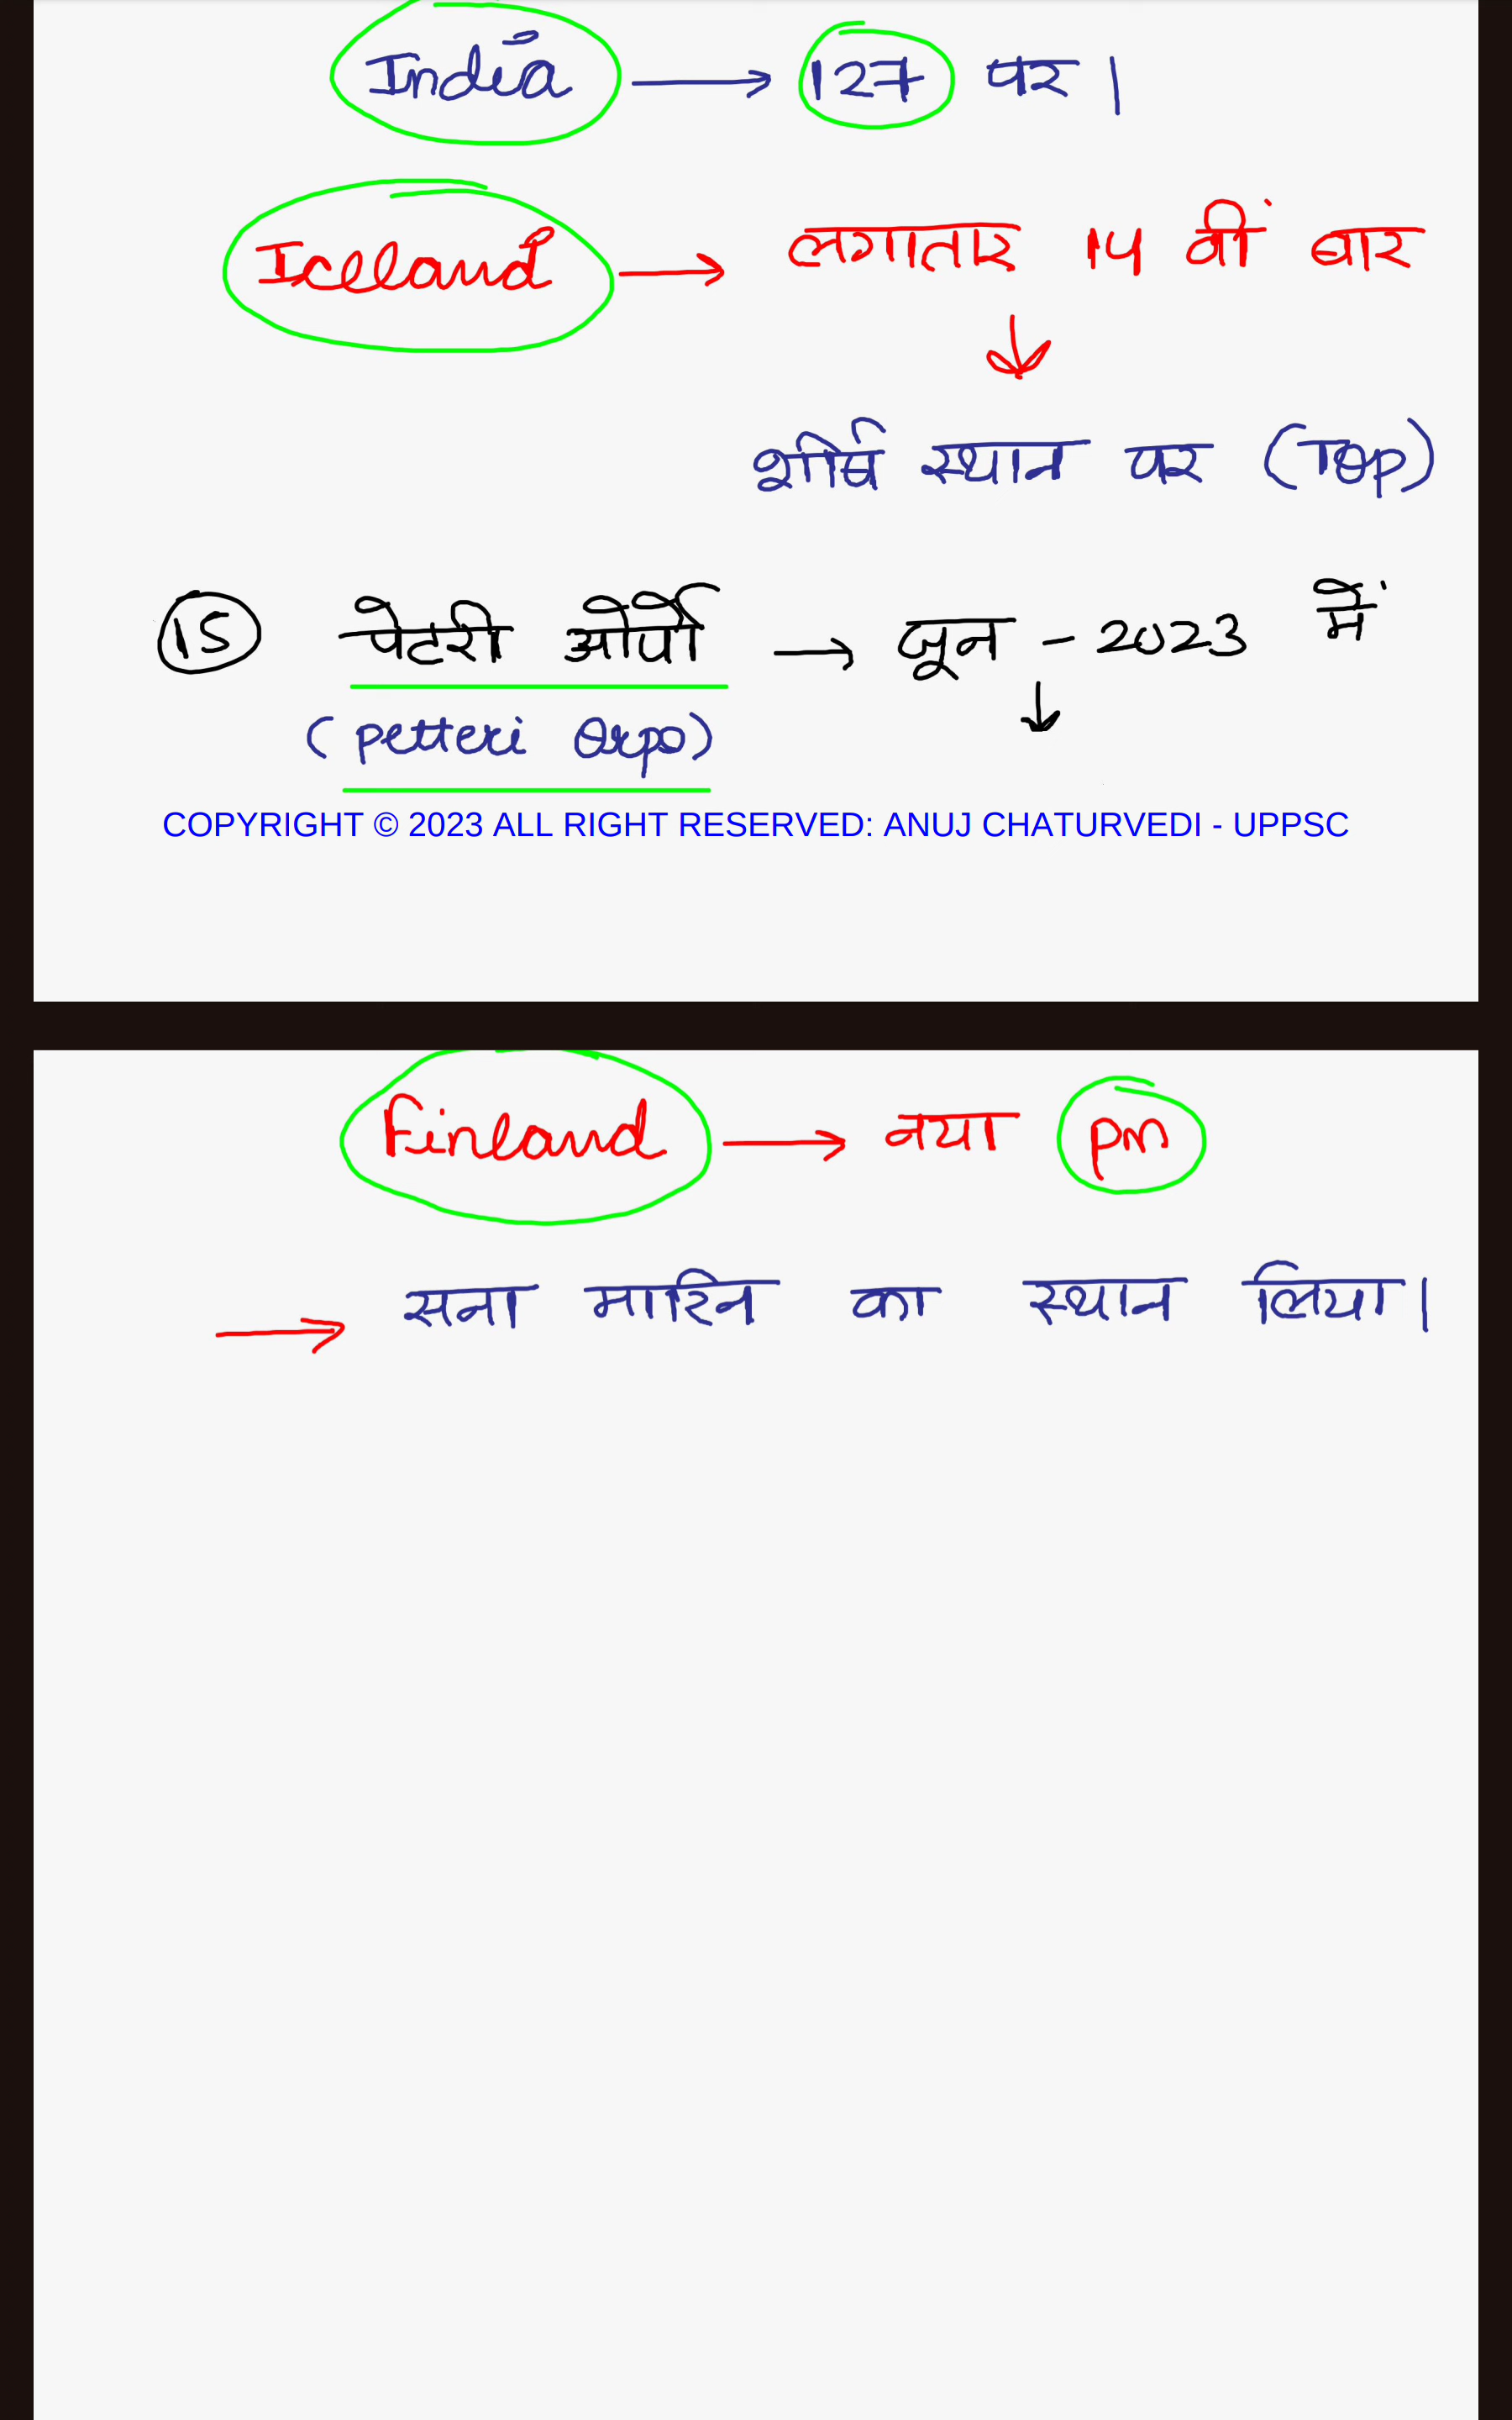 India → 127 पर।
Iceland → लगातार 14 वीं बार
↓
शीर्ष स्थान पर (Top)
15 पेटेरी ओर्पो → जून - 2023 में
(petteri Orpo) ↓
COPYRIGHT © 2023 ALL RIGHT RESERVED: ANUJ CHATURVEDI - UPPSC
Finland → नया PM
→ सना मारिन का स्थान लिया।